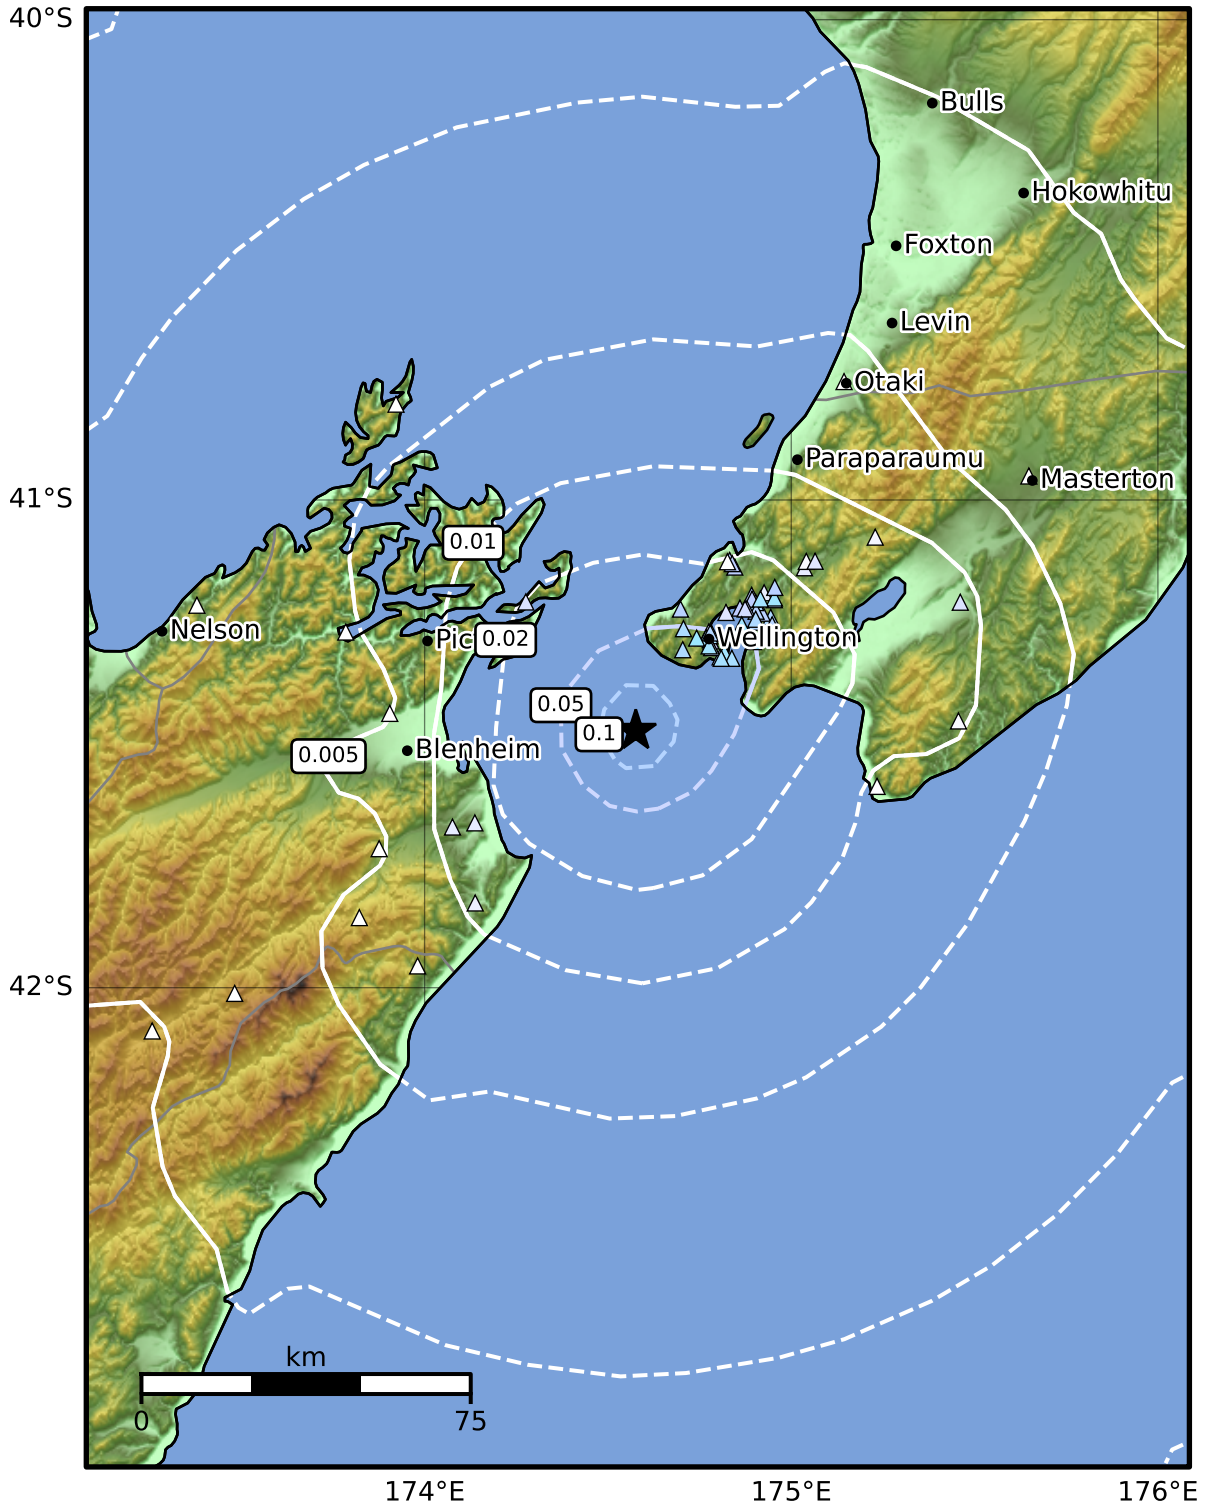 40°S
Bulls
Hokowhitu
Foxton
Levin
Otaki
Paraparaumu
Masterton
41°S
0.01
Nelson
Pic
0.02
Wellington
0.05
0.1
0.005
Blenheim
42°S
km
0 75
174°E 175°E 176°E